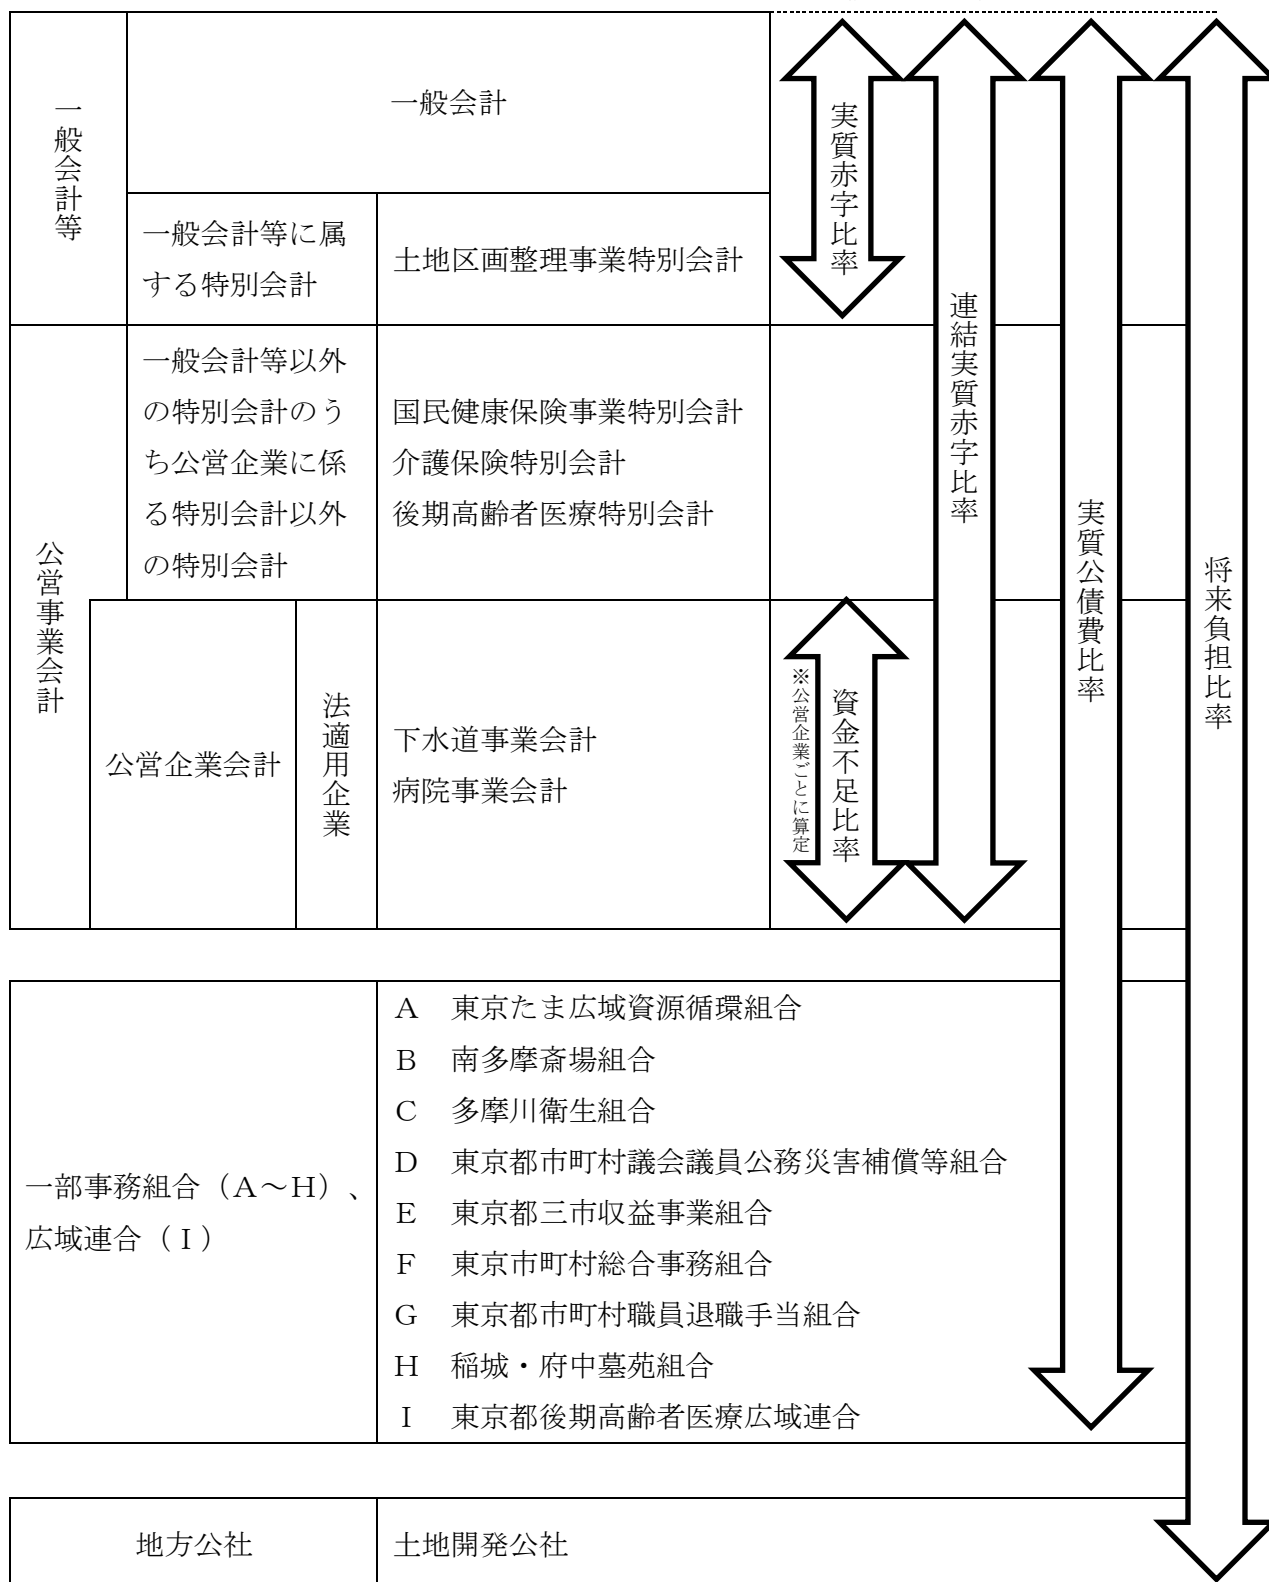 一般会計等
一般会計
一般会計等に属
する特別会計
土地区画整理事業特別会計
公営事業会計
一般会計等以外
の特別会計のう
ち公営企業に係
る特別会計以外
の特別会計
国民健康保険事業特別会計
介護保険特別会計
後期高齢者医療特別会計
公営企業会計
法適用企業
下水道事業会計
病院事業会計
実質赤字比率
資金不足比率
※公営企業ごとに算定
連結実質赤字比率
実質公債費比率
将来負担比率
一部事務組合（A～H）、
広域連合（I）
A 東京たま広域資源循環組合
B 南多摩斎場組合
C 多摩川衛生組合
D 東京都市町村議会議員公務災害補償等組合
E 東京都三市収益事業組合
F 東京市町村総合事務組合
G 東京都市町村職員退職手当組合
H 稲城・府中墓苑組合
I 東京都後期高齢者医療広域連合
地方公社
土地開発公社